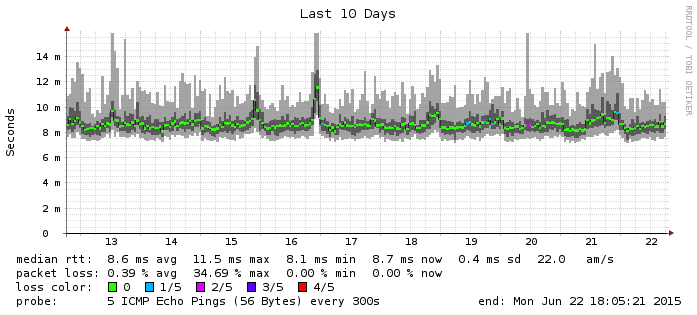 Last 10 Days
RRDTOOL / TOBI OETIKER
Seconds
14 m
12 m
10 m
8 m
6 m
4 m
2 m
0
13 14 15 16 17 18 19 20 21 22
median rtt: 8.6 ms avg 11.5 ms max 8.1 ms min 8.7 ms now 0.4 ms sd 22.0 am/s
packet loss: 0.39 % avg 34.69 % max 0.00 % min 0.00 % now
loss color: 0 1/5 2/5 3/5 4/5
probe: 5 ICMP Echo Pings (56 Bytes) every 300s end: Mon Jun 22 18:05:21 2015